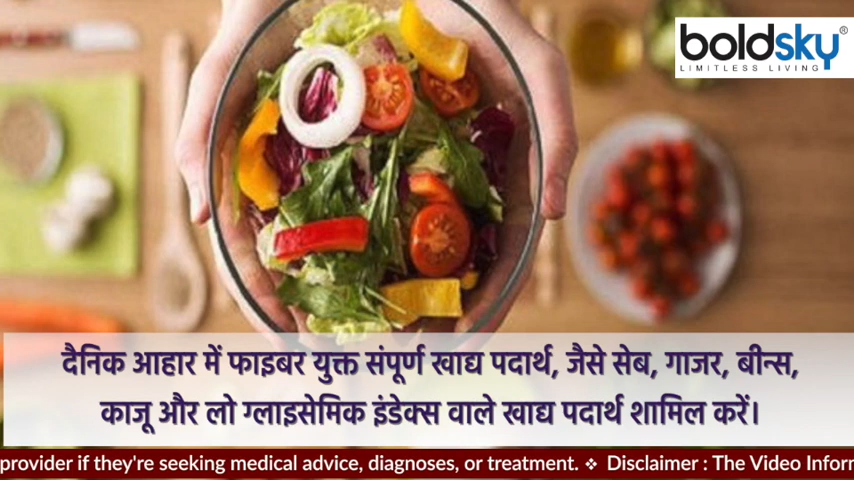 boldsky®
LIMITLESS LIVING
दैनिक आहार में फाइबर युक्त संपूर्ण खाद्य पदार्थ, जैसे सेब, गाजर, बीन्स,
काजू और लो ग्लाइसेमिक इंडेक्स वाले खाद्य पदार्थ शामिल करें।
provider if they're seeking medical advice, diagnoses, or treatment. ❖ Disclaimer : The Video Inforr